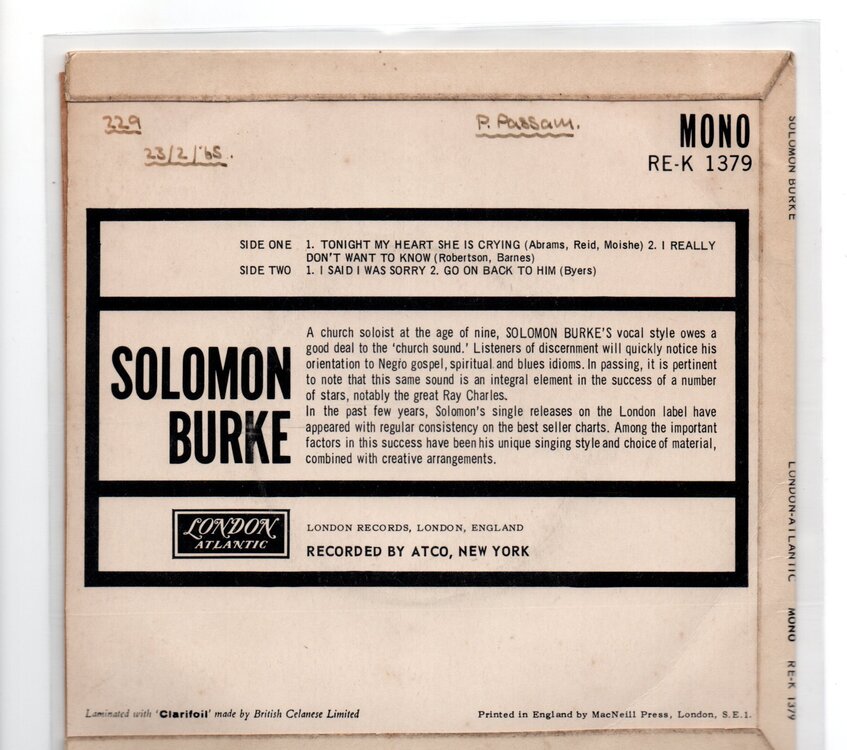 229
23/2/'65.
P. Passam.
MONO
RE-K 1379
SIDE ONE 1. TONIGHT MY HEART SHE IS CRYING (Abrams, Reid, Moishe) 2. I REALLY
DON'T WANT TO KNOW (Robertson, Barnes)
SIDE TWO 1. I SAID I WAS SORRY 2. GO ON BACK TO HIM (Byers)
SOLOMON
BURKE
A church soloist at the age of nine, SOLOMON BURKE'S vocal style owes a
good deal to the 'church sound.' Listeners of discernment will quickly notice his
orientation to Negro gospel, spiritual and blues idioms. In passing, it is pertinent
to note that this same sound is an integral element in the success of a number
of stars, notably the great Ray Charles.
In the past few years, Solomon's single releases on the London label have
appeared with regular consistency on the best seller charts. Among the important
factors in this success have been his unique singing style and choice of material,
combined with creative arrangements.
LONDON
ATLANTIC
LONDON RECORDS, LONDON, ENGLAND
RECORDED BY ATCO, NEW YORK
Laminated with 'Clarifoil' made by British Celanese Limited
Printed in England by MacNeill Press, London, S.E.1.
SOLOMON BURKE
LONDON-ATLANTIC MONO RE-K 1379